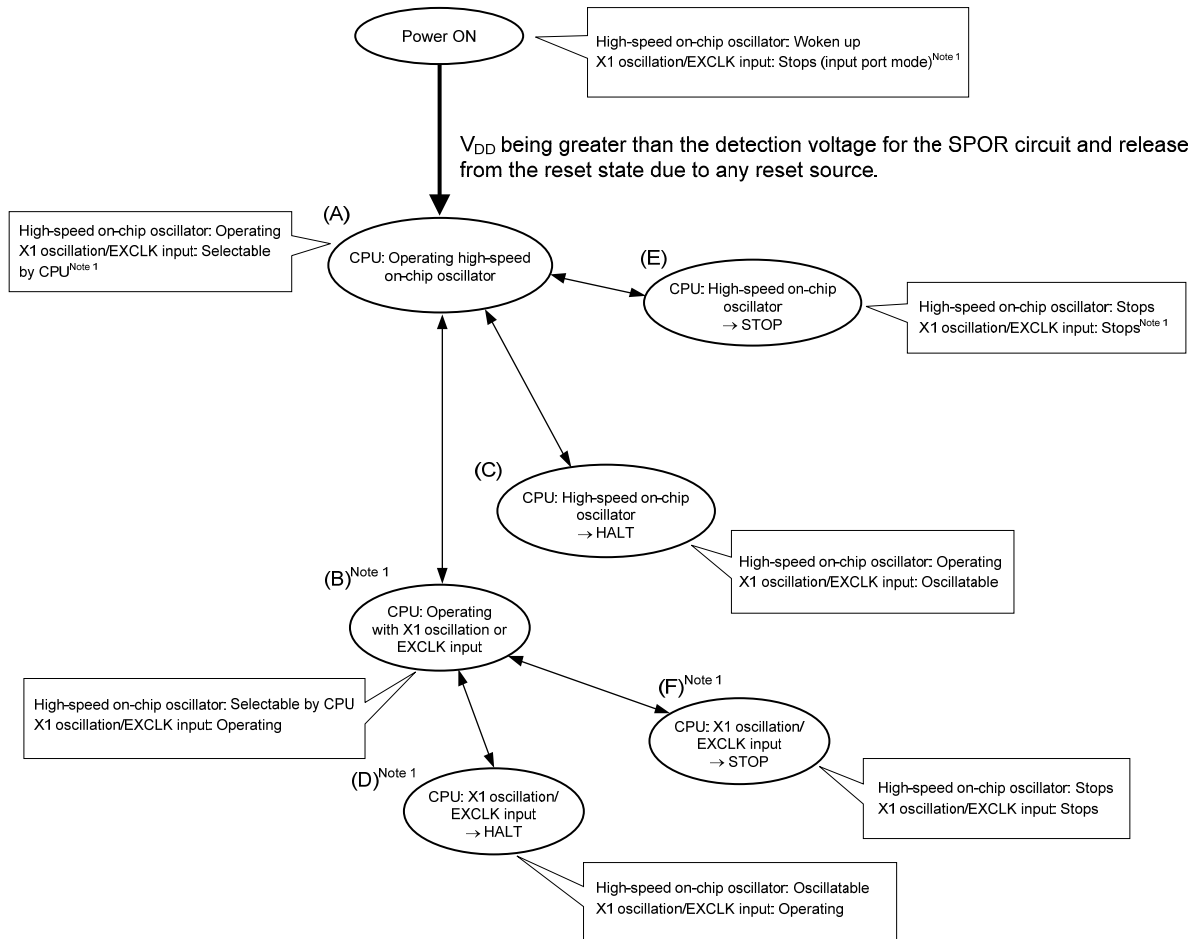 Power ON
High-speed on-chip oscillator: Woken up
X1 oscillation/EXCLK input: Stops (input port mode)Note 1
VDD being greater than the detection voltage for the SPOR circuit and release
from the reset state due to any reset source.
(A)
High-speed on-chip oscillator: Operating
X1 oscillation/EXCLK input: Selectable
by CPUNote 1
CPU: Operating high-speed
on-chip oscillator
(E)
CPU: High-speed on-chip
oscillator
→ STOP
High-speed on-chip oscillator: Stops
X1 oscillation/EXCLK input: StopsNote 1
(C)
CPU: High-speed on-chip
oscillator
→ HALT
High-speed on-chip oscillator: Operating
X1 oscillation/EXCLK input: Oscillatable
(B)Note 1
CPU: Operating
with X1 oscillation or
EXCLK input
High-speed on-chip oscillator: Selectable by CPU
X1 oscillation/EXCLK input: Operating
(F)Note 1
CPU: X1 oscillation/
EXCLK input
→ STOP
High-speed on-chip oscillator: Stops
X1 oscillation/EXCLK input: Stops
(D)Note 1
CPU: X1 oscillation/
EXCLK input
→ HALT
High-speed on-chip oscillator: Oscillatable
X1 oscillation/EXCLK input: Operating